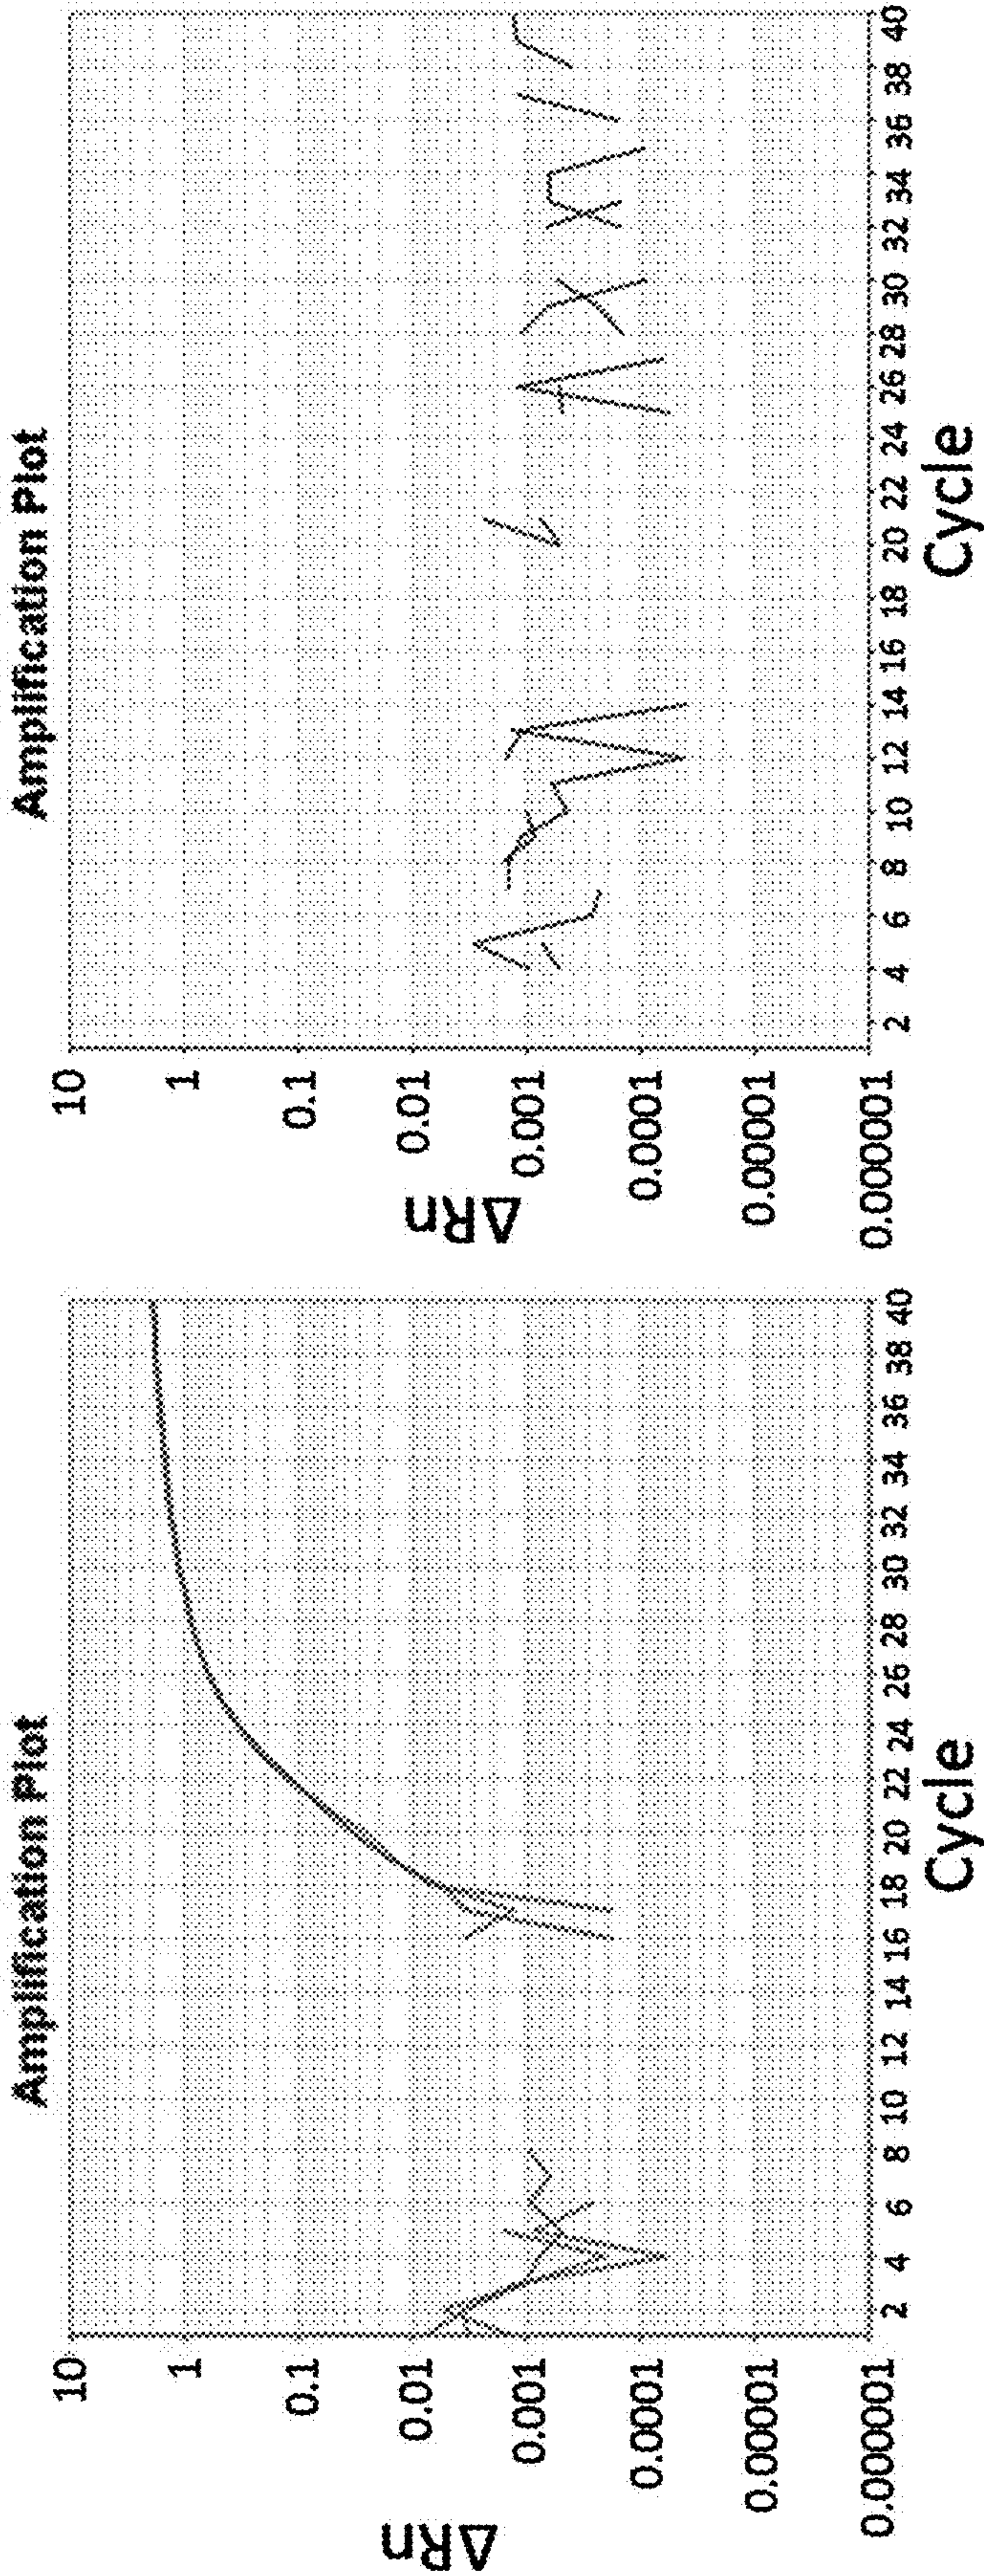 Amplification Plot
ΔRn
10
1
0.1
0.01
0.001
0.0001
0.00001
0.000001
2 4 6 8 10 12 14 16 18 20 22 24 26 28 30 32 34 36 38 40
Cycle
Amplification Plot
ΔRn
10
1
0.1
0.01
0.001
0.0001
0.00001
0.000001
2 4 6 8 10 12 14 16 18 20 22 24 26 28 30 32 34 36 38 40
Cycle